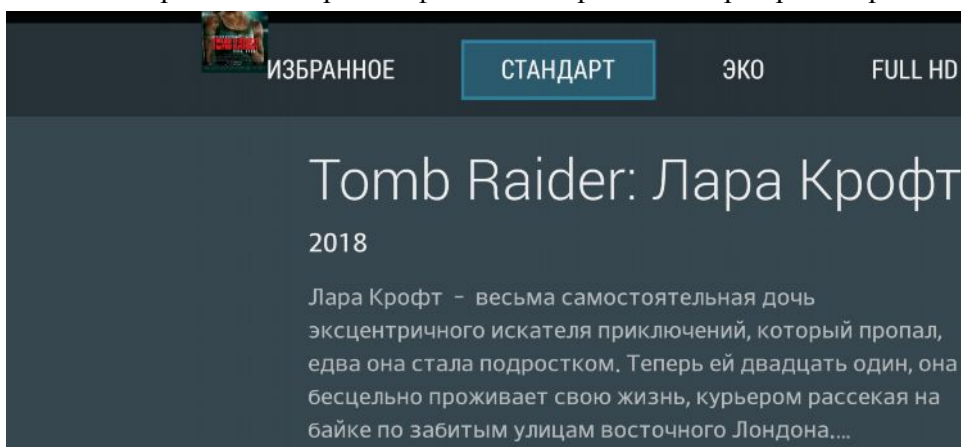 ИЗБРАННОЕ СТАНДАРТ ЭКО FULL HD
Tomb Raider: Лара Крофт
2018
Лара Крофт - весьма самостоятельная дочь
эксцентричного искателя приключений, который пропал,
едва она стала подростком. Теперь ей двадцать один, она
бесцельно проживает свою жизнь, курьером рассекая на
байке по забитым улицам восточного Лондона....